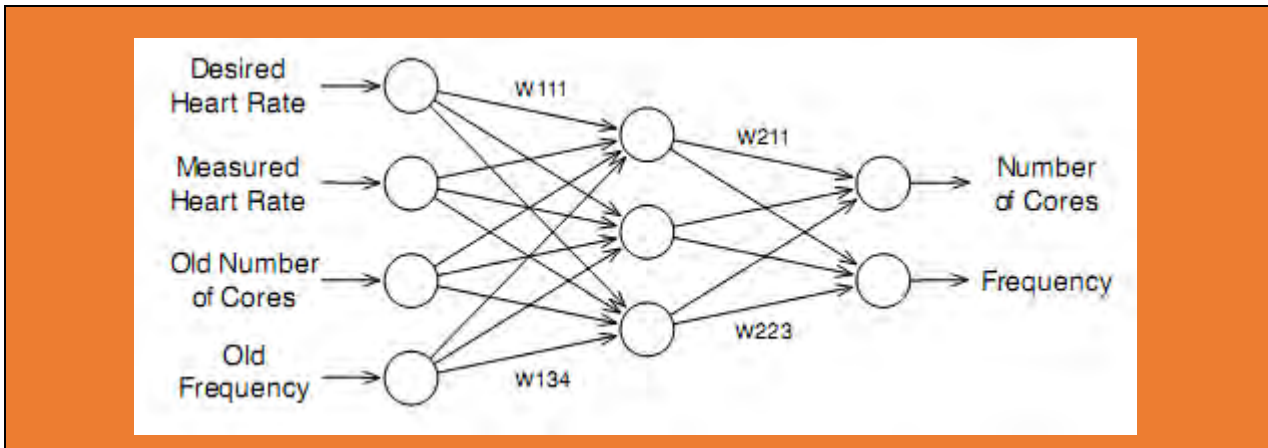 Desired
Heart Rate
Measured
Heart Rate
Old Number
of Cores
Old
Frequency
W111
W134
W211
W223
Number
of Cores
Frequency